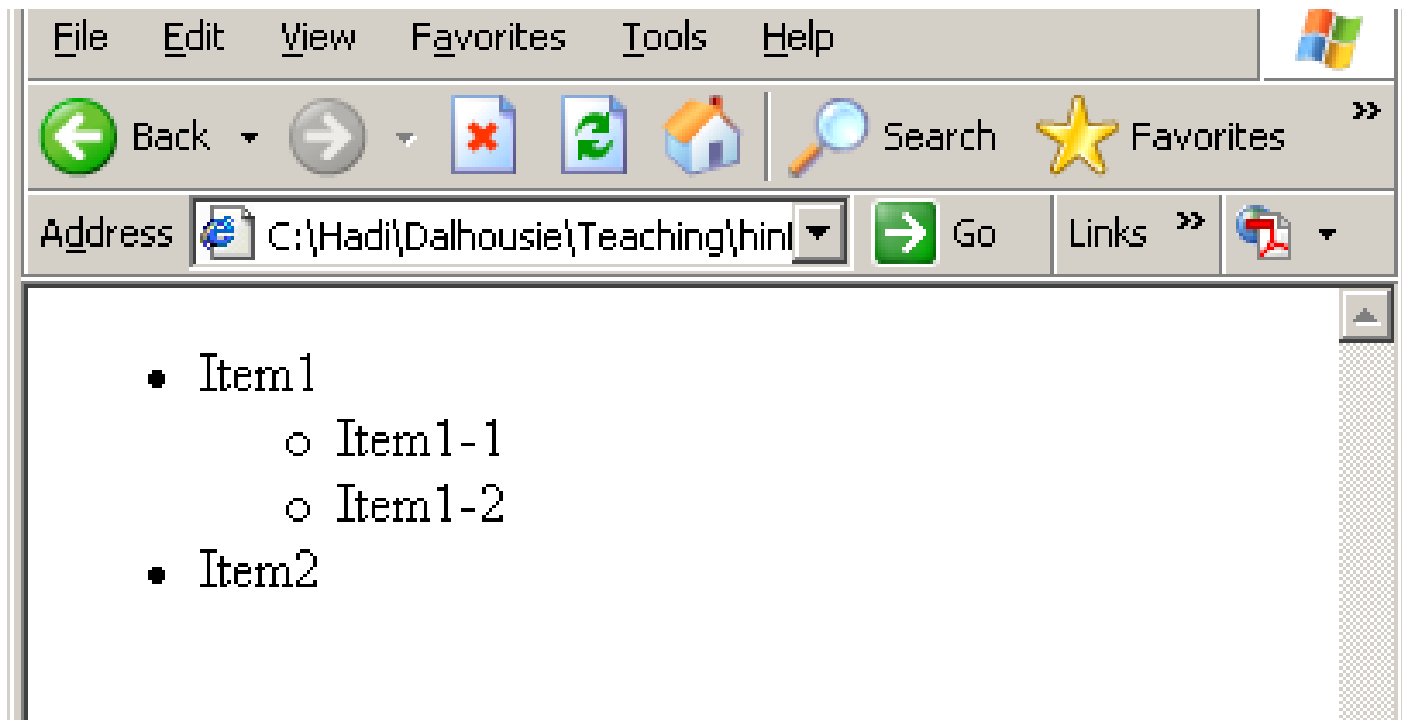 File Edit View Favorites Tools Help
Back Search Favorites
Address C:\Hadi\Dalhousie\Teaching\hin Go Links
Item1
Item1-1
Item1-2
Item2